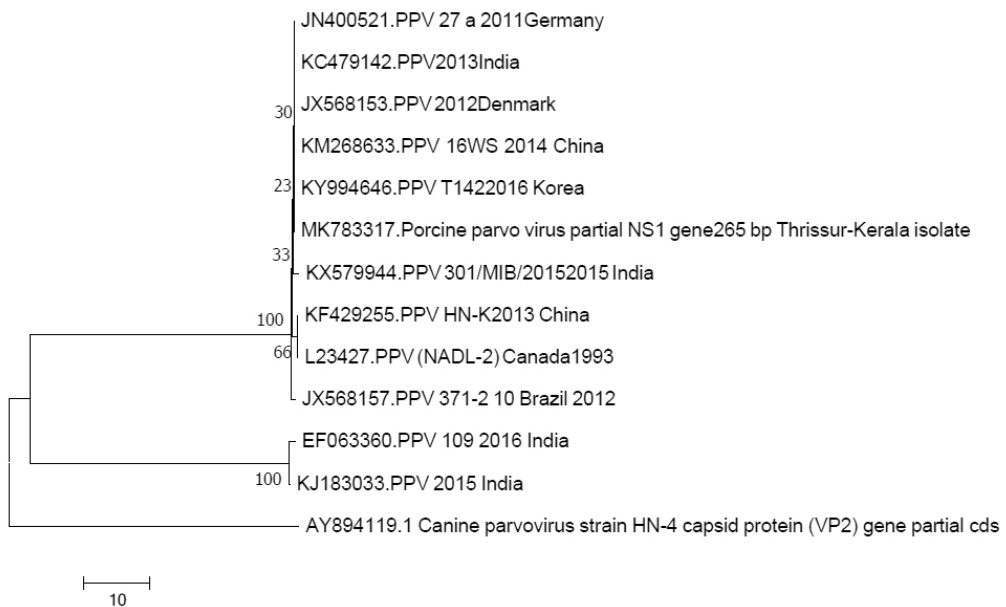 JN400521.PPV 27 a 2011Germany
KC479142.PPV2013India
JX568153.PPV 2012Denmark
30
KM268633.PPV 16WS 2014 China
23
KY994646.PPV T1422016 Korea
MK783317.Porcine parvo virus partial NS1 gene265 bp Thrissur-Kerala isolate
33
KX579944.PPV 301/MIB/20152015 India
100
KF429255.PPV HN-K2013 China
66
L23427.PPV (NADL-2) Canada1993
JX568157.PPV 371-2 10 Brazil 2012
EF063360.PPV 109 2016 India
100
KJ183033.PPV 2015 India
AY894119.1 Canine parvovirus strain HN-4 capsid protein (VP2) gene partial cds
10